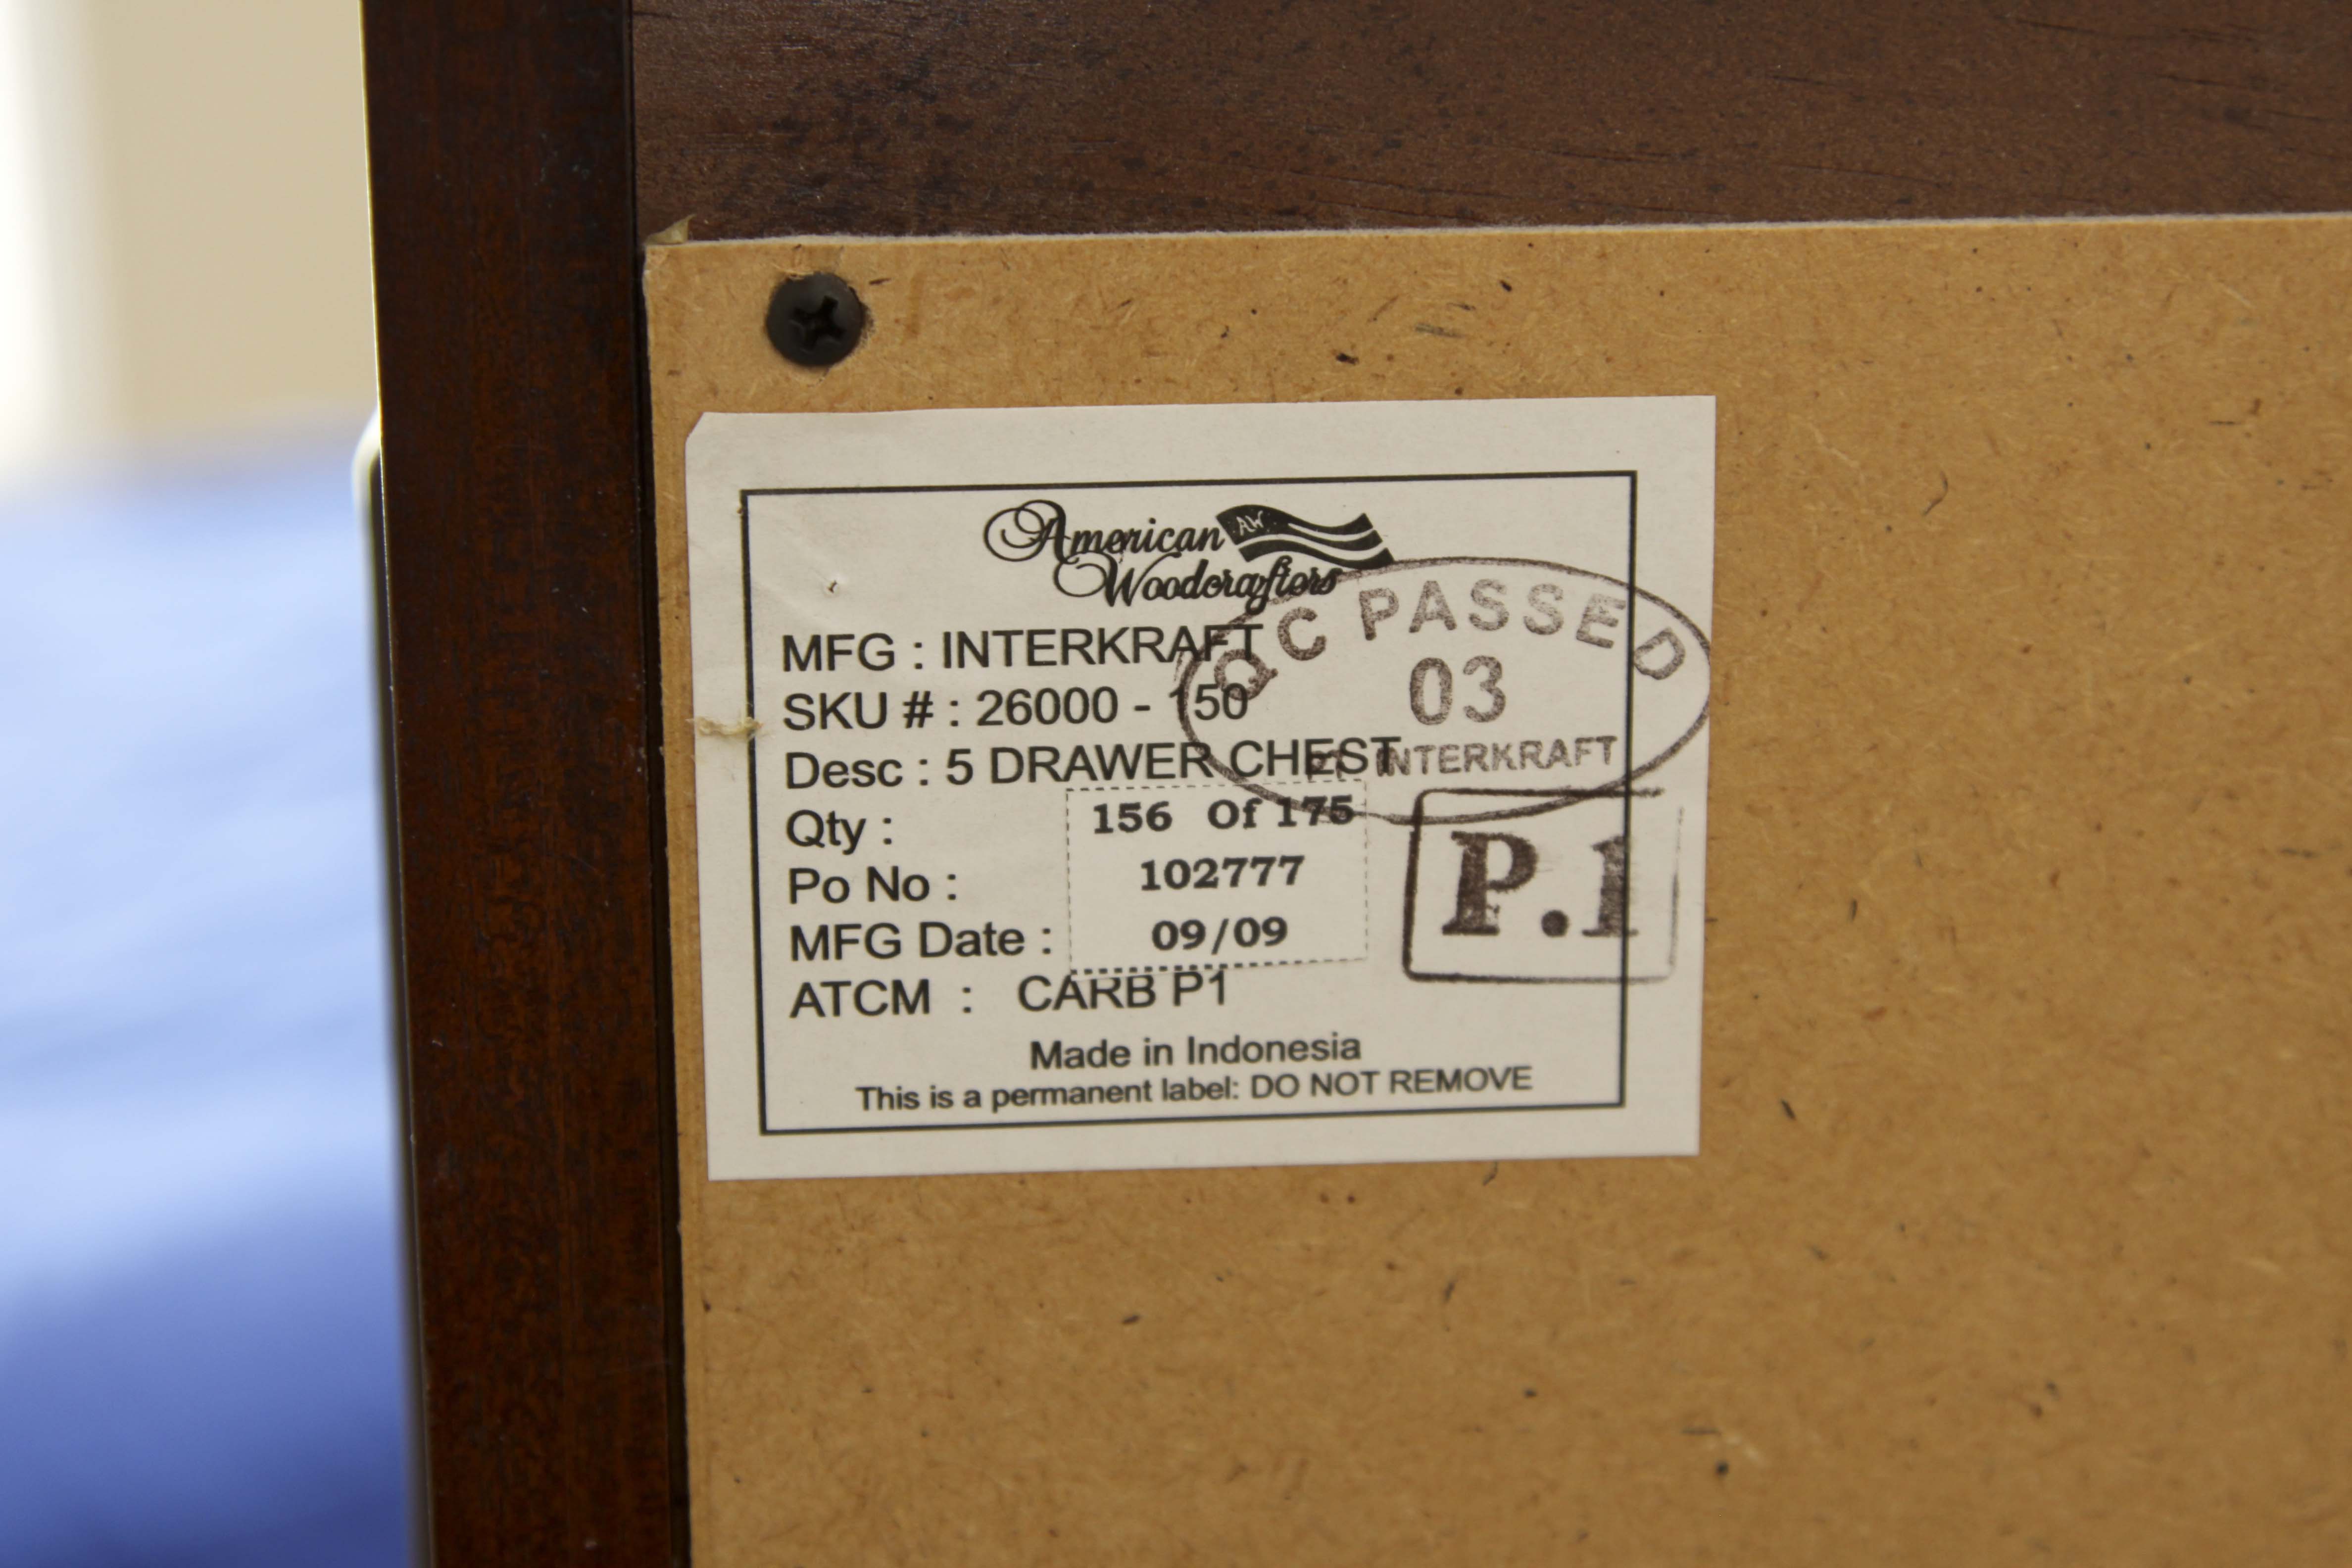 American AW
Woodcrafters
MFG : INTERKRAFT
SKU # : 26000 - 150
Desc : 5 DRAWER CHEST
Qty : 156 Of 175
Po No : 102777
MFG Date : 09/09
ATCM : CARB P1
Made in Indonesia
This is a permanent label: DO NOT REMOVE
QC PASSED
03
INTERKRAFT
P.1